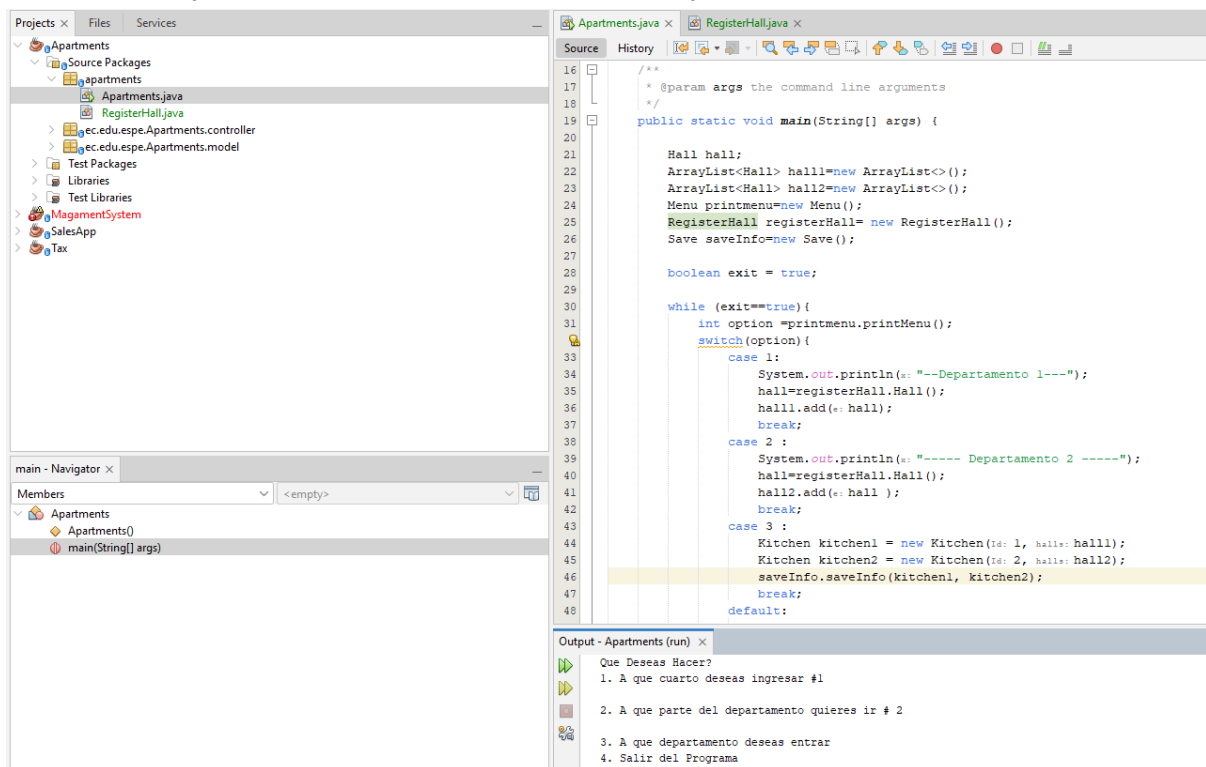 Projects × Files Services
Apartments
Source Packages
apartments
Apartments.java
RegisterHall.java
ec.edu.espe.Apartments.controller
ec.edu.espe.Apartments.model
Test Packages
Libraries
Test Libraries
MagamentSystem
SalesApp
Tax
main - Navigator ×
Members <empty>
Apartments
Apartments()
main(String[] args)
Apartments.java × RegisterHall.java ×
Source History
16 /**
17 * @param args the command line arguments
18 */
19 public static void main(String[] args) {
20
21 Hall hall;
22 ArrayList<Hall> hall1=new ArrayList<>();
23 ArrayList<Hall> hall2=new ArrayList<>();
24 Menu printmenu=new Menu();
25 RegisterHall registerHall= new RegisterHall();
26 Save saveInfo=new Save();
27
28 boolean exit = true;
29
30 while (exit==true){
31 int option =printmenu.printMenu();
switch(option){
33 case 1:
34 System.out.println(x: "--Departamento 1---");
35 hall=registerHall.Hall();
36 hall1.add(e: hall);
37 break;
38 case 2 :
39 System.out.println(x: "----- Departamento 2 -----");
40 hall=registerHall.Hall();
41 hall2.add(e: hall );
42 break;
43 case 3 :
44 Kitchen kitchen1 = new Kitchen(Id: 1, halls: hall1);
45 Kitchen kitchen2 = new Kitchen(Id: 2, halls: hall2);
46 saveInfo.saveInfo(kitchen1, kitchen2);
47 break;
48 default:
Output - Apartments (run) ×
Que Deseas Hacer?
1. A que cuarto deseas ingresar #1
2. A que parte del departamento quieres ir # 2
3. A que departamento deseas entrar
4. Salir del Programa